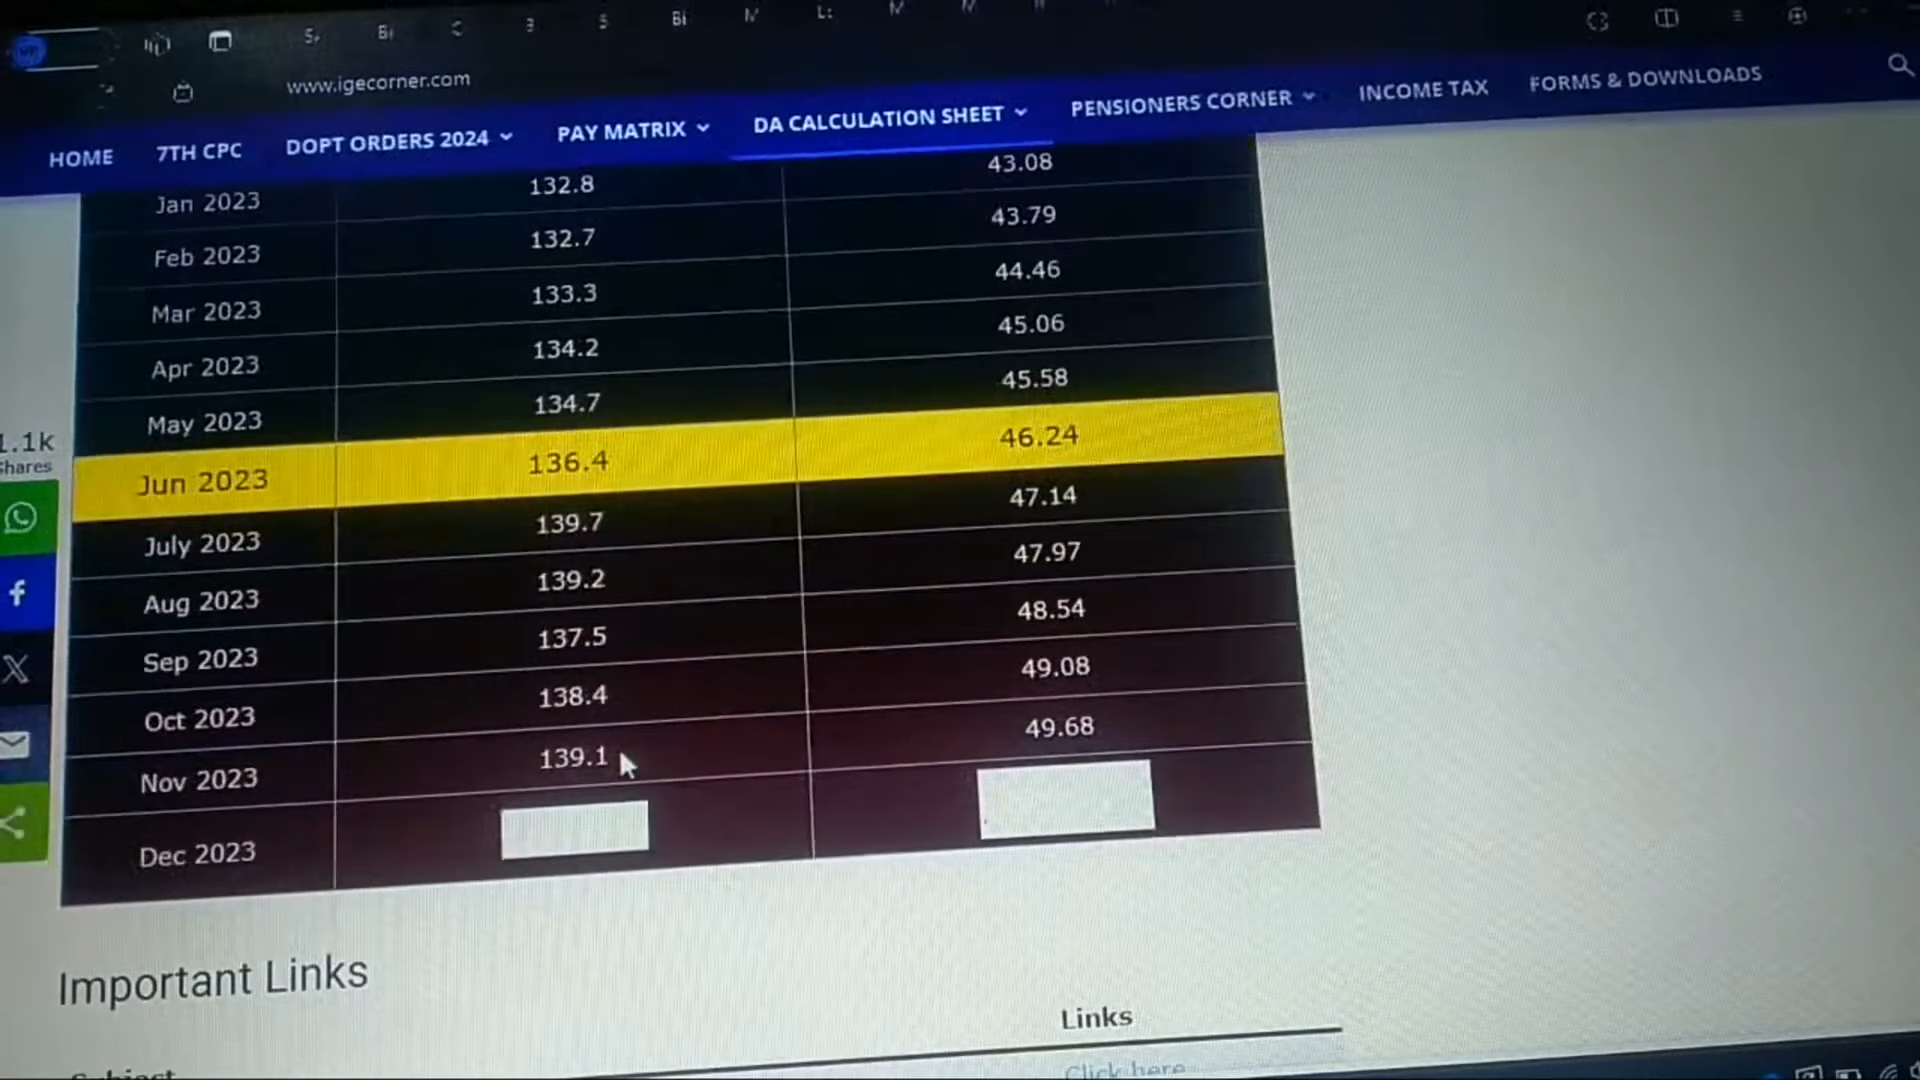 www.igecorner.com
HOME 7TH CPC DOPT ORDERS 2024 PAY MATRIX DA CALCULATION SHEET PENSIONERS CORNER INCOME TAX FORMS & DOWNLOADS
Jan 2023 132.8 43.08
Feb 2023 132.7 43.79
Mar 2023 133.3 44.46
Apr 2023 134.2 45.06
May 2023 134.7 45.58
Jun 2023 136.4 46.24
July 2023 139.7 47.14
Aug 2023 139.2 47.97
Sep 2023 137.5 48.54
Oct 2023 138.4 49.08
Nov 2023 139.1 49.68
Dec 2023
1.1k
Shares
Important Links
Links
Subject
Click here